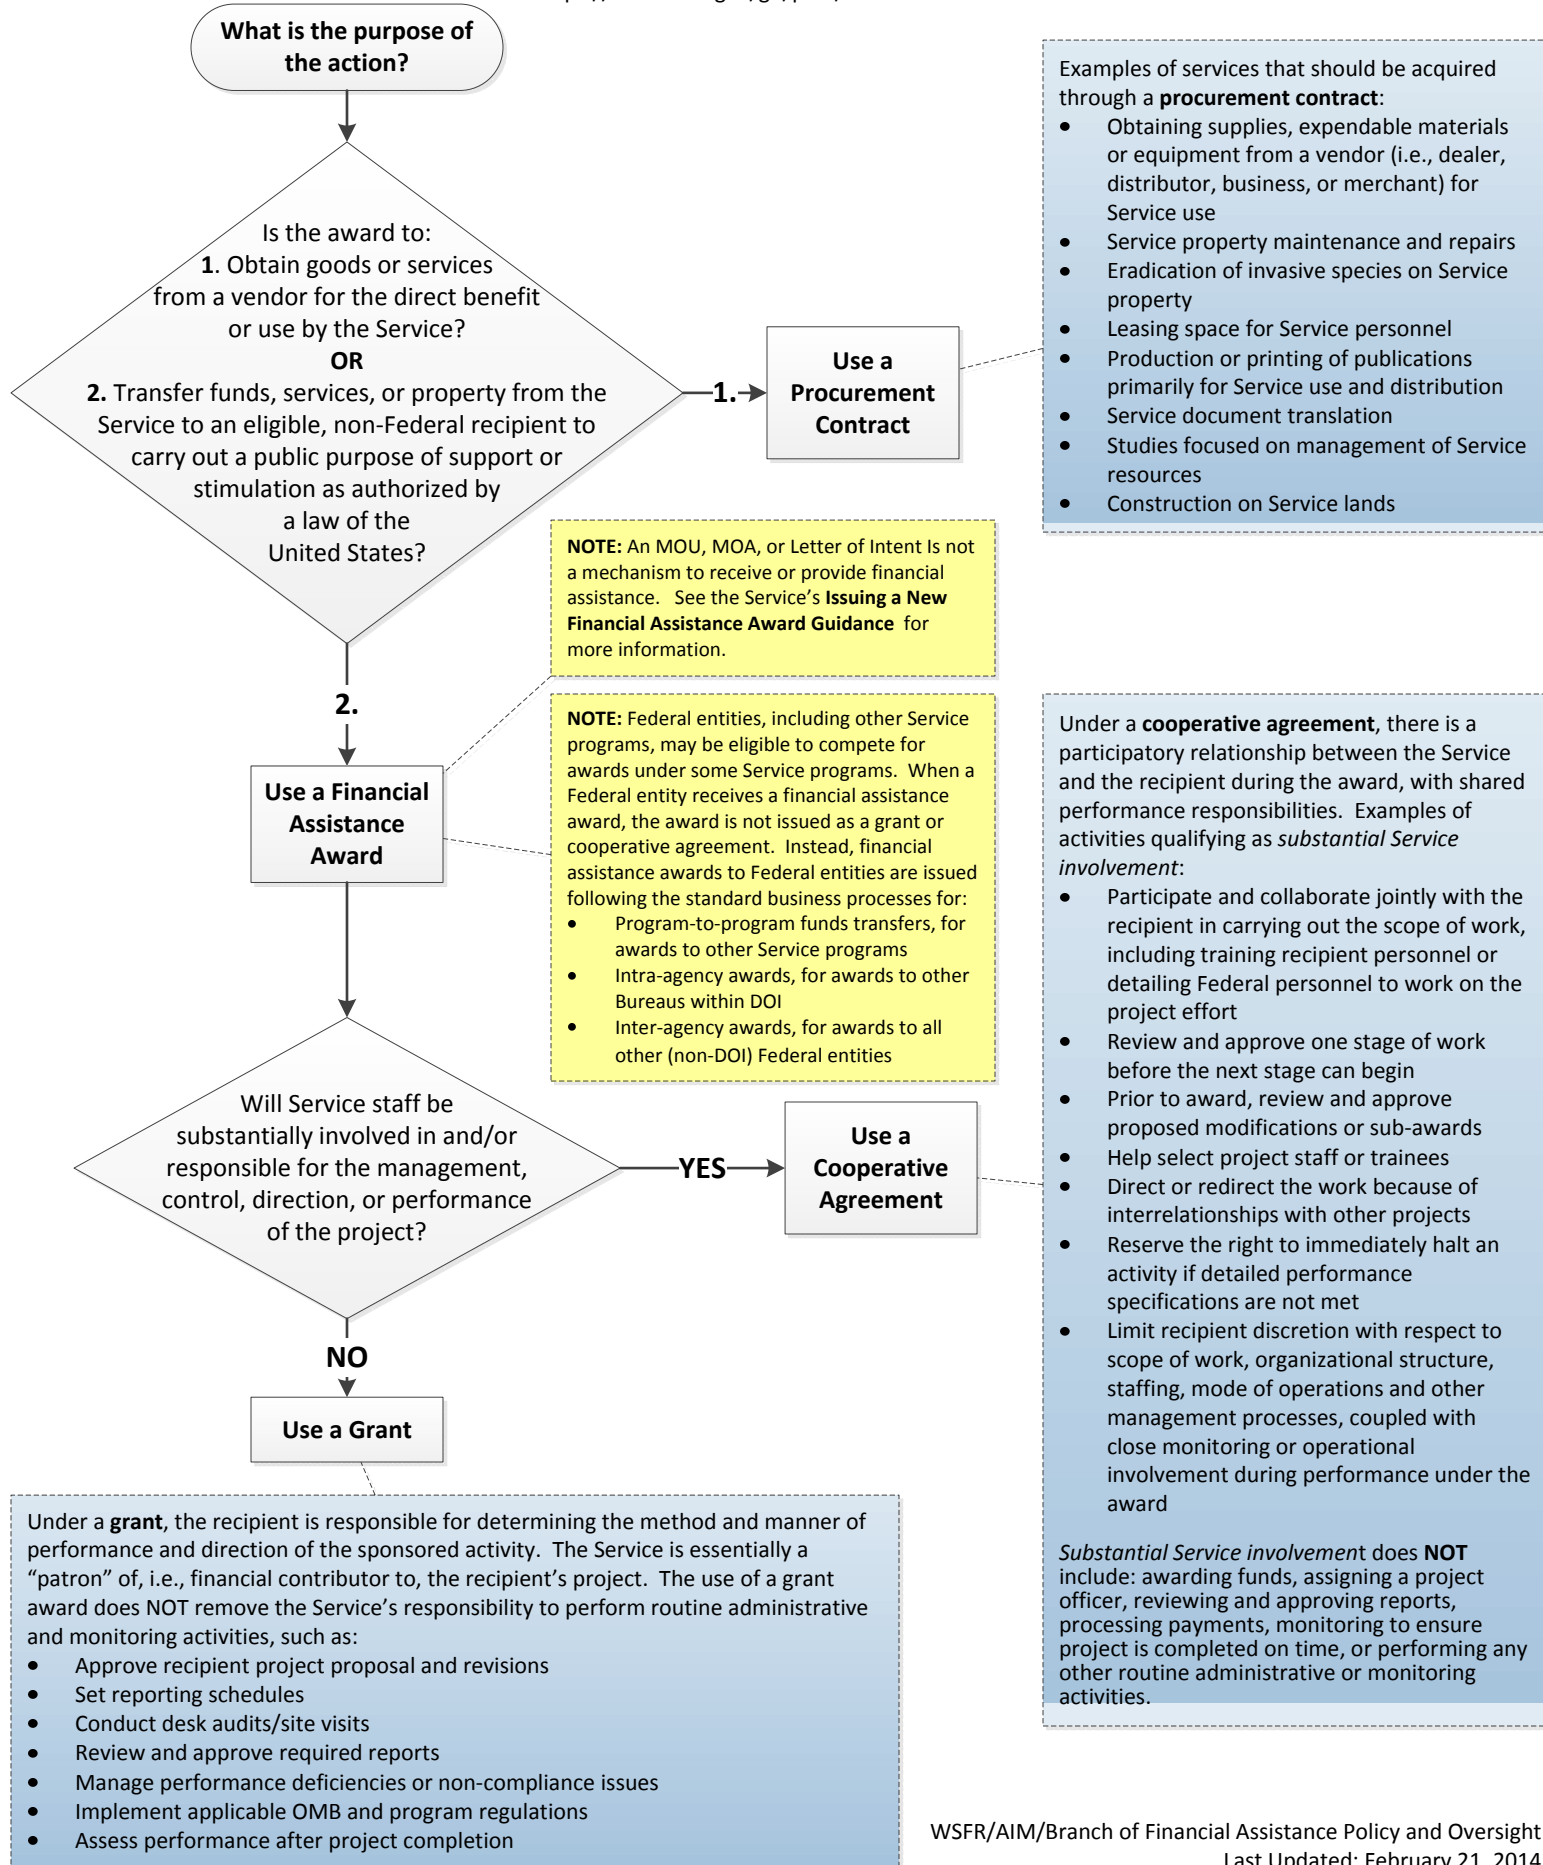 What is the purpose of
the action?
Is the award to:
1. Obtain goods or services
from a vendor for the direct benefit
or use by the Service?
OR
2. Transfer funds, services, or property from the
Service to an eligible, non-Federal recipient to
carry out a public purpose of support or
stimulation as authorized by
a law of the
United States?
1.
Use a
Procurement
Contract
Examples of services that should be acquired
through a procurement contract:
• Obtaining supplies, expendable materials
or equipment from a vendor (i.e., dealer,
distributor, business, or merchant) for
Service use
• Service property maintenance and repairs
• Eradication of invasive species on Service
property
• Leasing space for Service personnel
• Production or printing of publications
primarily for Service use and distribution
• Service document translation
• Studies focused on management of Service
resources
• Construction on Service lands
NOTE: An MOU, MOA, or Letter of Intent Is not
a mechanism to receive or provide financial
assistance. See the Service's Issuing a New
Financial Assistance Award Guidance for
more information.
2.
Use a Financial
Assistance
Award
NOTE: Federal entities, including other Service
programs, may be eligible to compete for
awards under some Service programs. When a
Federal entity receives a financial assistance
award, the award is not issued as a grant or
cooperative agreement. Instead, financial
assistance awards to Federal entities are issued
following the standard business processes for:
• Program-to-program funds transfers, for
awards to other Service programs
• Intra-agency awards, for awards to other
Bureaus within DOI
• Inter-agency awards, for awards to all
other (non-DOI) Federal entities
Will Service staff be
substantially involved in and/or
responsible for the management,
control, direction, or performance
of the project?
YES
Use a
Cooperative
Agreement
Under a cooperative agreement, there is a
participatory relationship between the Service
and the recipient during the award, with shared
performance responsibilities. Examples of
activities qualifying as substantial Service
involvement:
• Participate and collaborate jointly with the
recipient in carrying out the scope of work,
including training recipient personnel or
detailing Federal personnel to work on the
project effort
• Review and approve one stage of work
before the next stage can begin
• Prior to award, review and approve
proposed modifications or sub-awards
• Help select project staff or trainees
• Direct or redirect the work because of
interrelationships with other projects
• Reserve the right to immediately halt an
activity if detailed performance
specifications are not met
• Limit recipient discretion with respect to
scope of work, organizational structure,
staffing, mode of operations and other
management processes, coupled with
close monitoring or operational
involvement during performance under the
award
Substantial Service involvement does NOT
include: awarding funds, assigning a project
officer, reviewing and approving reports,
processing payments, monitoring to ensure
project is completed on time, or performing any
other routine administrative or monitoring
activities.
NO
Use a Grant
Under a grant, the recipient is responsible for determining the method and manner of
performance and direction of the sponsored activity. The Service is essentially a
“patron” of, i.e., financial contributor to, the recipient's project. The use of a grant
award does NOT remove the Service's responsibility to perform routine administrative
and monitoring activities, such as:
• Approve recipient project proposal and revisions
• Set reporting schedules
• Conduct desk audits/site visits
• Review and approve required reports
• Manage performance deficiencies or non-compliance issues
• Implement applicable OMB and program regulations
• Assess performance after project completion
WSFR/AIM/Branch of Financial Assistance Policy and Oversight
Last Updated: February 21, 2014